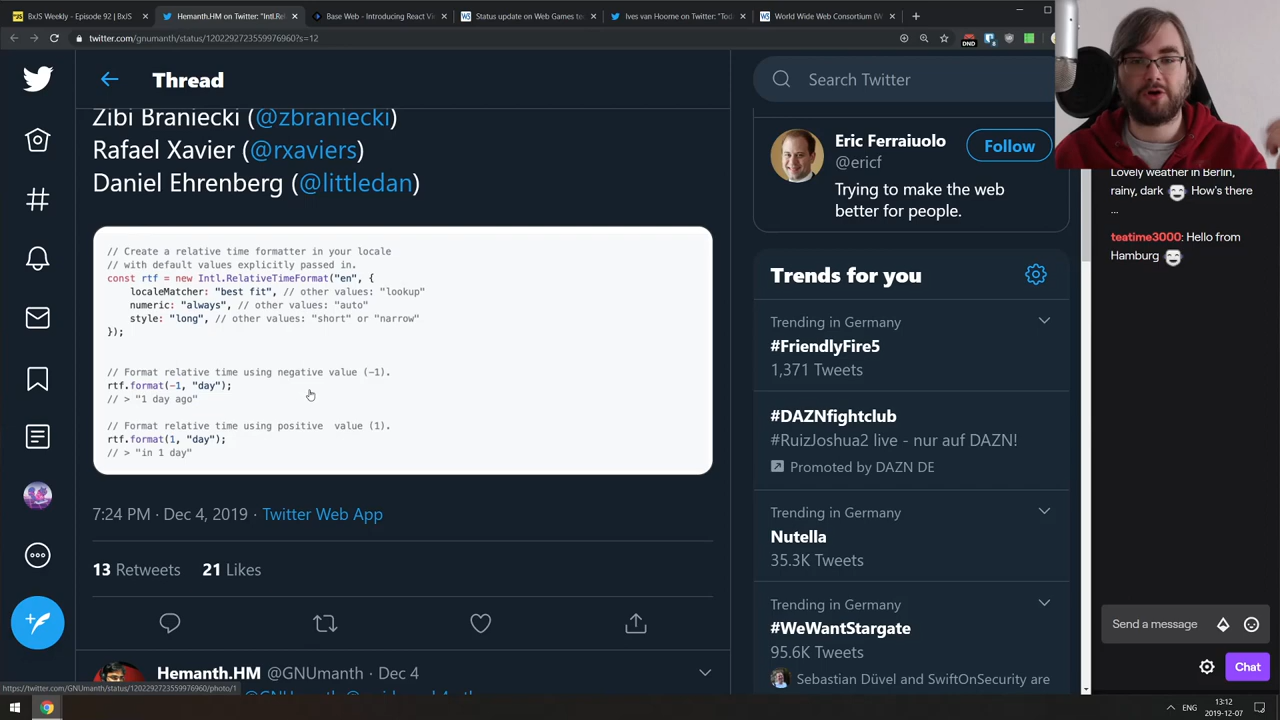 BxJS Weekly - Episode 92 | BxJS
Hemanth.HM on Twitter: "Intl.Re
Base Web - Introducing React V
Status update on Web Games te
Ives van Hoorne on Twitter: "Tod
World Wide Web Consortium (W
twitter.com/gnumanth/status/1202292723559976960?s=12
DND
Thread
Search Twitter
Zibi Braniecki (@zbraniecki)
Rafael Xavier (@rxaviers)
Daniel Ehrenberg (@littledan)
// Create a relative time formatter in your locale
// with default values explicitly passed in.
const rtf = new Intl.RelativeTimeFormat("en", {
localeMatcher: "best fit", // other values: "lookup"
numeric: "always", // other values: "auto"
style: "long", // other values: "short" or "narrow"
});
// Format relative time using negative value (-1).
rtf.format(-1, "day");
// > "1 day ago"
// Format relative time using positive  value (1).
rtf.format(1, "day");
// > "in 1 day"
7:24 PM · Dec 4, 2019 · Twitter Web App
13 Retweets 21 Likes
Hemanth.HM @GNUmanth · Dec 4
https://twitter.com/GNUmanth/status/1202292723559976960/photo/1
Eric Ferraiuolo
@ericf
Follow
Trying to make the web
better for people.
Trends for you
Trending in Germany
#FriendlyFire5
1,371 Tweets
#DAZNfightclub
#RuizJoshua2 live - nur auf DAZN!
Promoted by DAZN DE
Trending in Germany
Nutella
35.3K Tweets
Trending in Germany
#WeWantStargate
95.6K Tweets
Sebastian Düvel and SwiftOnSecurity are
Lovely weather in Berlin,
rainy, dark How's there
...
teatime3000: Hello from
Hamburg
Send a message
Chat
ENG
13:12
2019-12-07